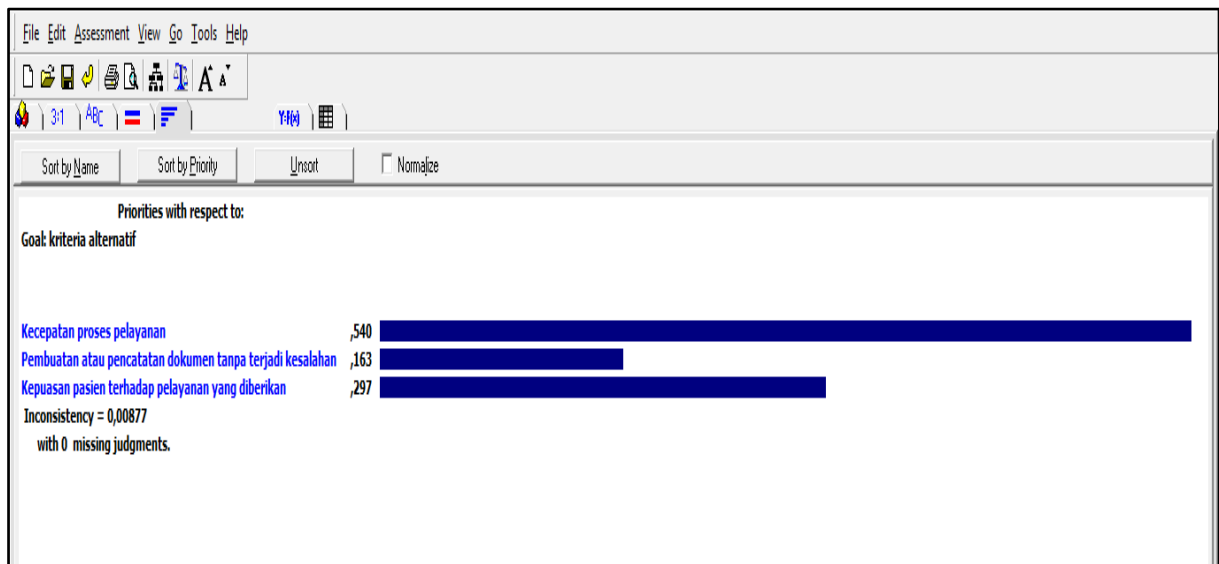 File Edit Assessment View Go Tools Help
A A
3:1 ABC Y:F(x)
Sort by Name Sort by Priority Unsort Normalize
Priorities with respect to:
Goal: kriteria alternatif
Kecepatan proses pelayanan ,540
Pembuatan atau pencatatan dokumen tanpa terjadi kesalahan ,163
Kepuasan pasien terhadap pelayanan yang diberikan ,297
Inconsistency = 0,00877
with 0 missing judgments.